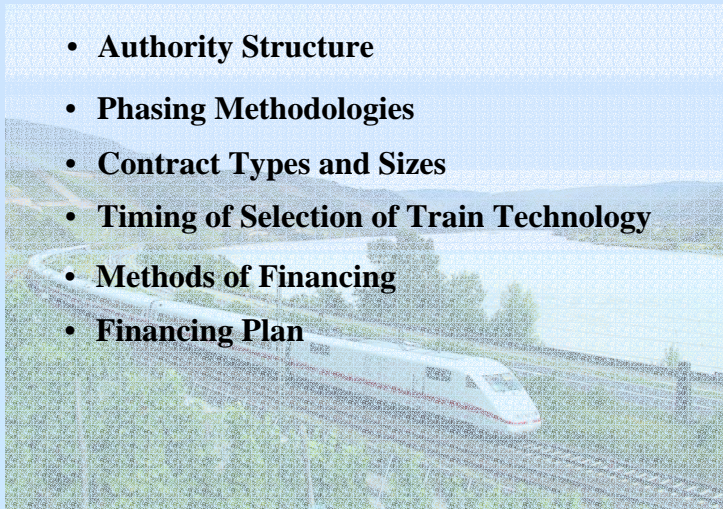 • Authority Structure
• Phasing Methodologies
• Contract Types and Sizes
• Timing of Selection of Train Technology
• Methods of Financing
• Financing Plan